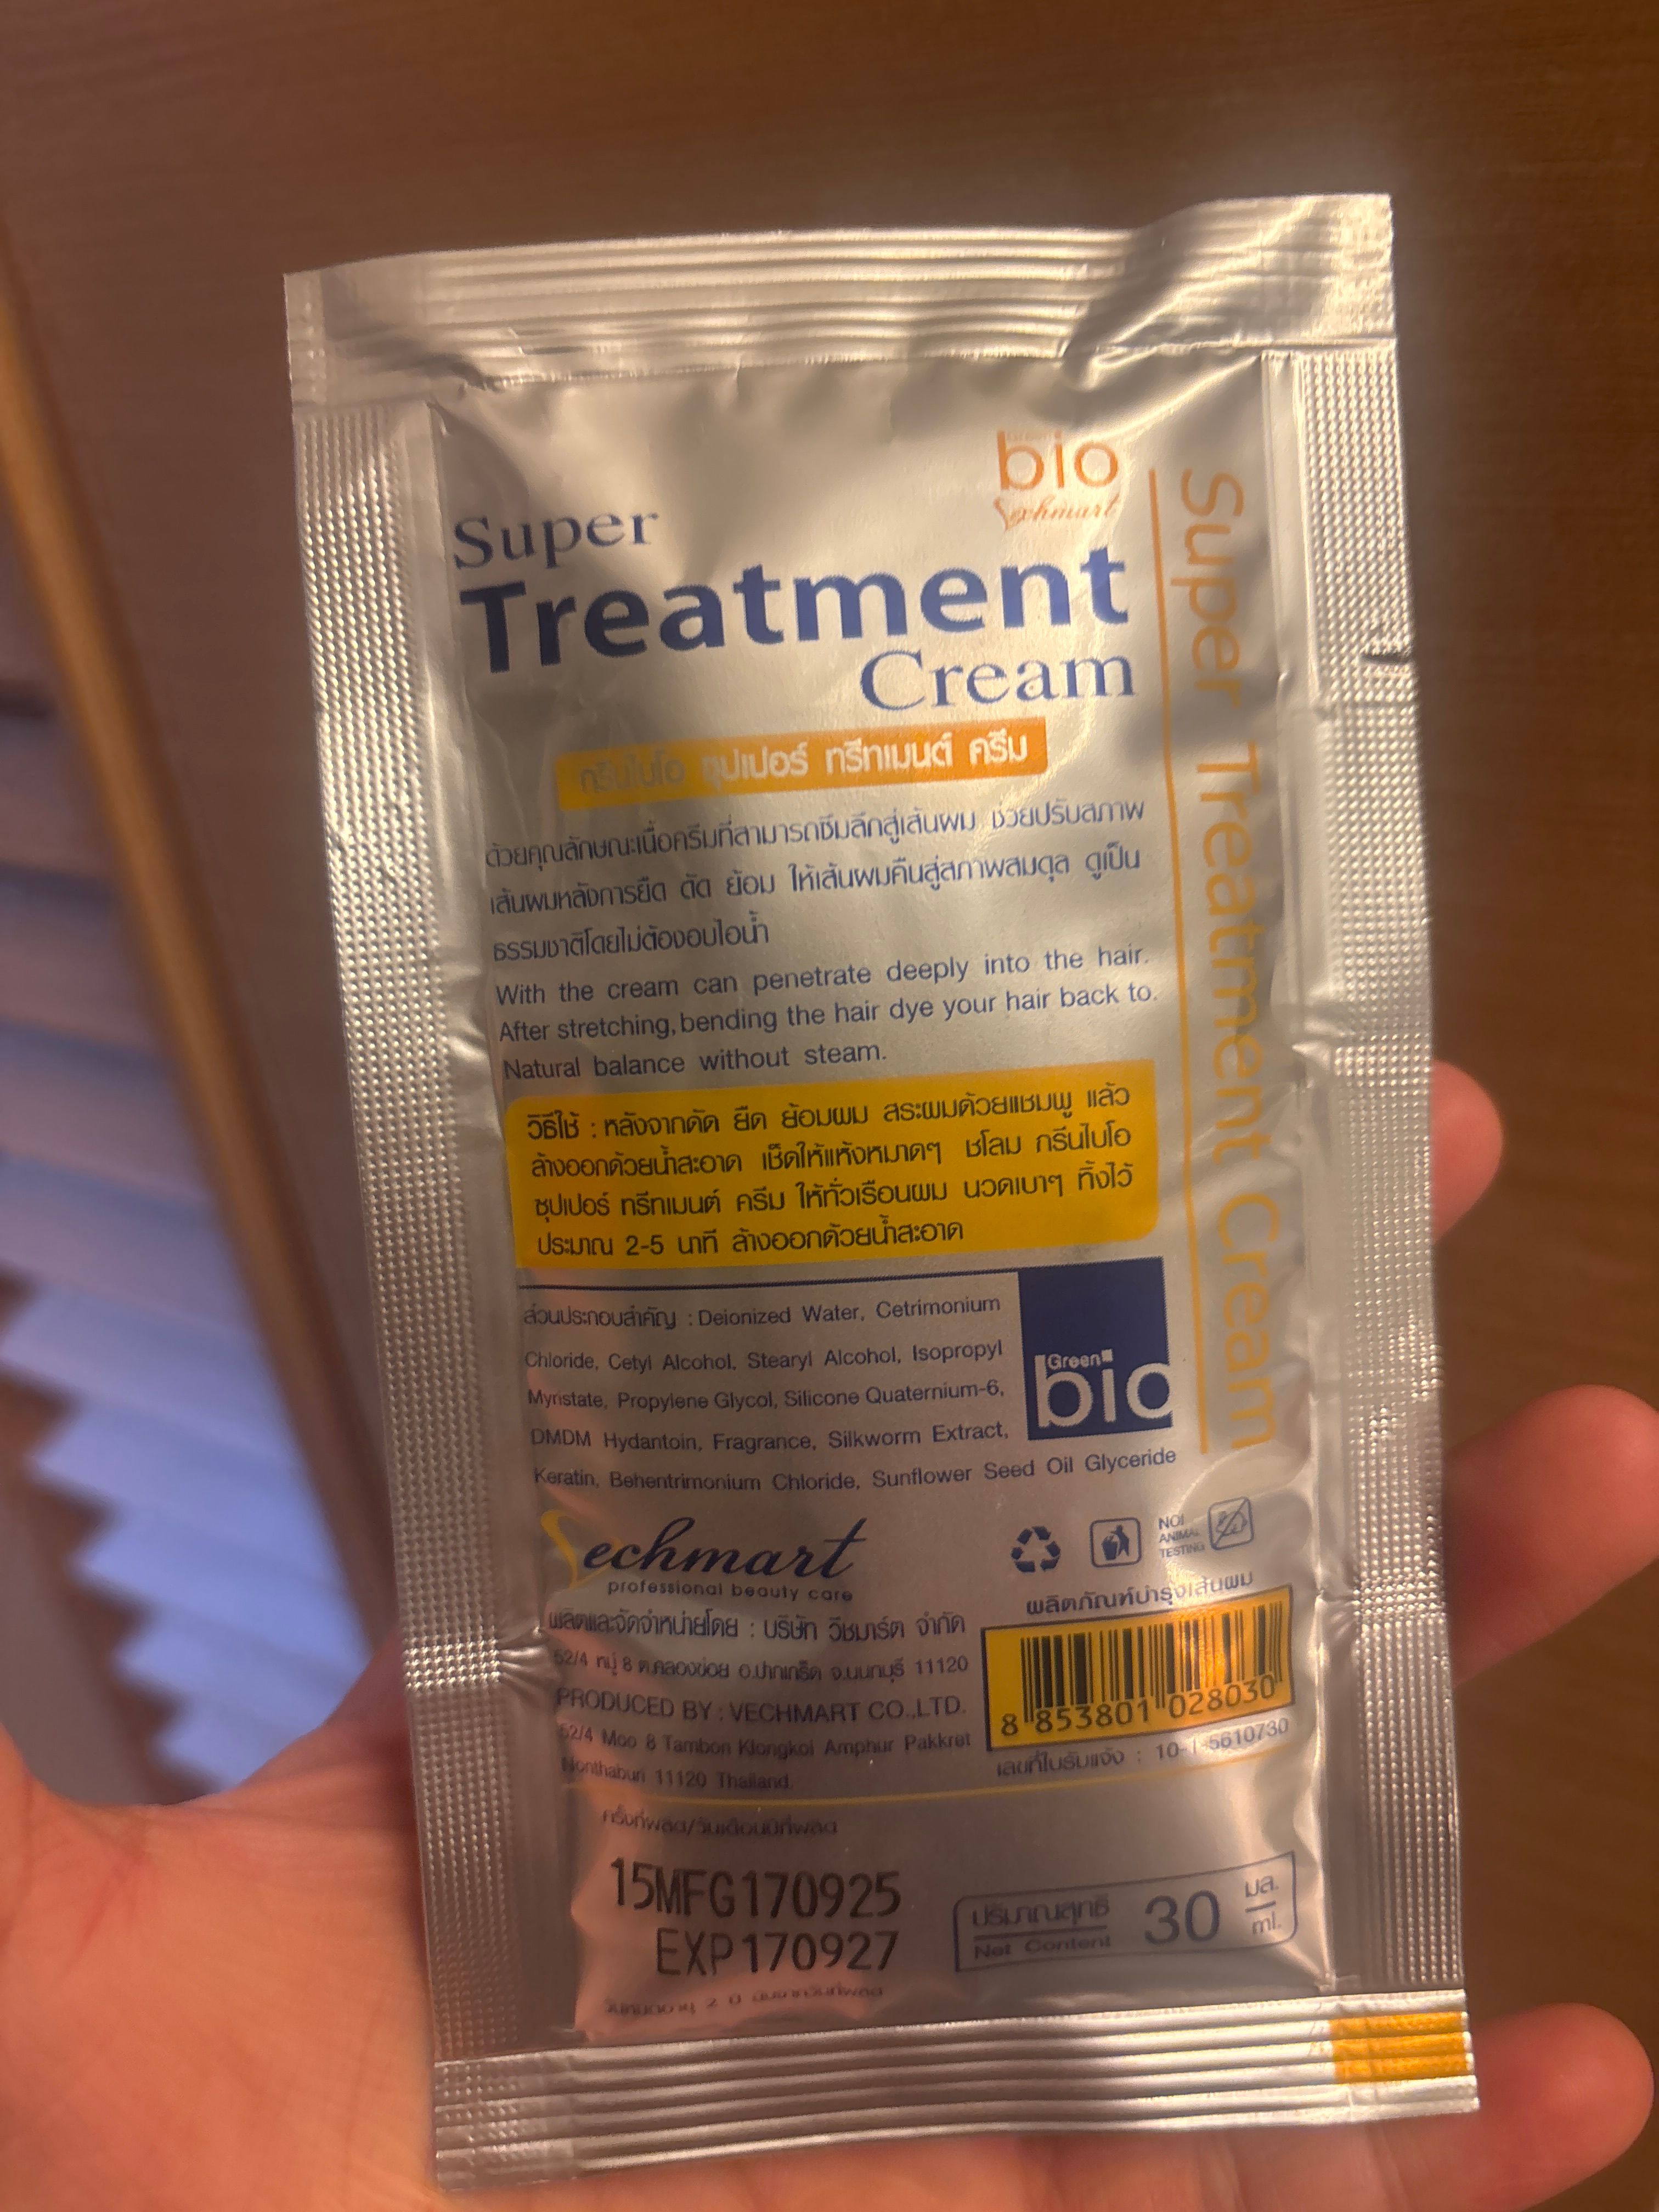 bio
Super
Treatment
Cream
กรีนไบโอ ซุปเปอร์ ทรีทเมนต์ ครีม
ด้วยคุณลักษณะเนื้อครีมที่สามารถซึมลึกสู่เส้นผม ช่วยปรับสภาพ
เส้นผมหลังการยืด ดัด ย้อม ให้เส้นผมคืนสู่สภาพสมดุล ดูเป็น
ธรรมชาติโดยไม่ต้องอบไอน้ำ
With the cream can penetrate deeply into the hair.
After stretching, bending the hair dye your hair back to.
Natural balance without steam.
วิธีใช้ : หลังจากดัด ยืด ย้อมผม สระผมด้วยแชมพู แล้ว
ล้างออกด้วยน้ำสะอาด เช็ดให้แห้งหมาดๆ ชโลม กรีนไบโอ
ซุปเปอร์ ทรีทเมนต์ ครีม ให้ทั่วเรือนผม นวดเบาๆ ทิ้งไว้
ประมาณ 2-5 นาที ล้างออกด้วยน้ำสะอาด
ส่วนประกอบสำคัญ : Deionized Water, Cetrimonium
Chloride, Cetyl Alcohol, Stearyl Alcohol, Isopropyl
Myristate, Propylene Glycol, Silicone Quaternium-6,
DMDM Hydantoin, Fragrance, Silkworm Extract,
Keratin, Behentrimonium Chloride, Sunflower Seed Oil Glyceride
Green
bio
Super Treatment Cream
Vechmart
professional beauty care
ผลิตและจัดจำหน่ายโดย : บริษัท วีชมาร์ต จำกัด
52/4 หมู่ 8 ต.คลองข่อย อ.ปากเกร็ด จ.นนทบุรี 11120
PRODUCED BY : VECHMART CO.,LTD.
52/4 Moo 8 Tambon Klongkoi Amphur Pakkret
Nonthaburi 11120 Thailand.
NO!
ANIMAL
TESTING
ผลิตภัณฑ์บำรุงเส้นผม
8 853801 028030
เลขที่ใบรับแจ้ง : 10-1-5610730
ครั้งที่ผลิต/วันเดือนปีที่ผลิต
15MFG170925
EXP170927
ปริมาณสุทธิ
Net Content
30
มล.
ml.